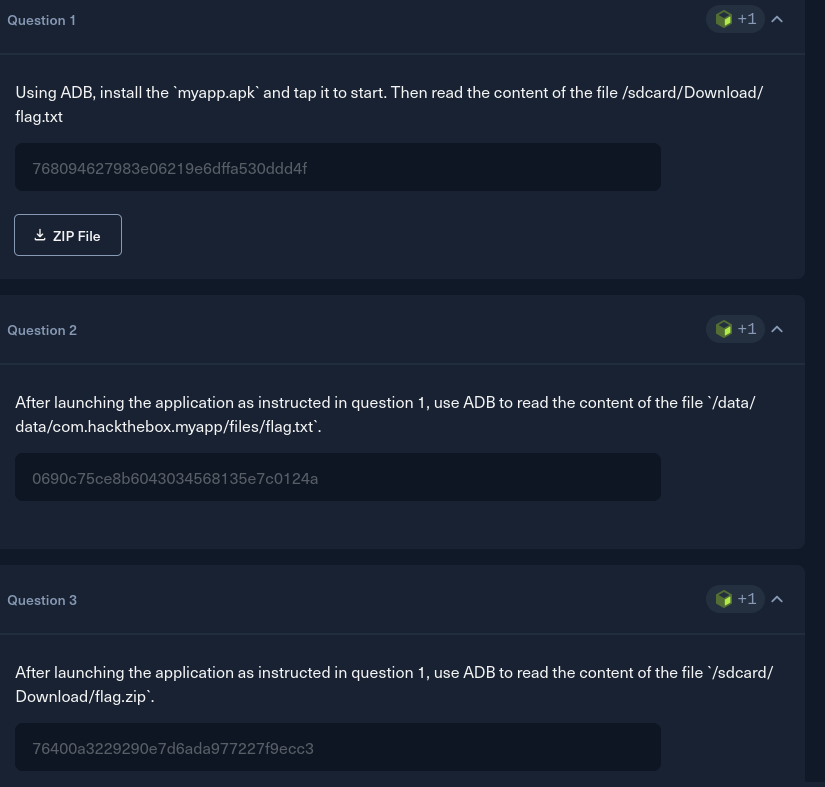 Question 1
+1
Using ADB, install the `myapp.apk` and tap it to start. Then read the content of the file /sdcard/Download/
flag.txt
768094627983e06219e6dffa530ddd4f
ZIP File
Question 2
+1
After launching the application as instructed in question 1, use ADB to read the content of the file `/data/
data/com.hackthebox.myapp/files/flag.txt`.
0690c75ce8b6043034568135e7c0124a
Question 3
+1
After launching the application as instructed in question 1, use ADB to read the content of the file `/sdcard/
Download/flag.zip`.
76400a3229290e7d6ada977227f9ecc3